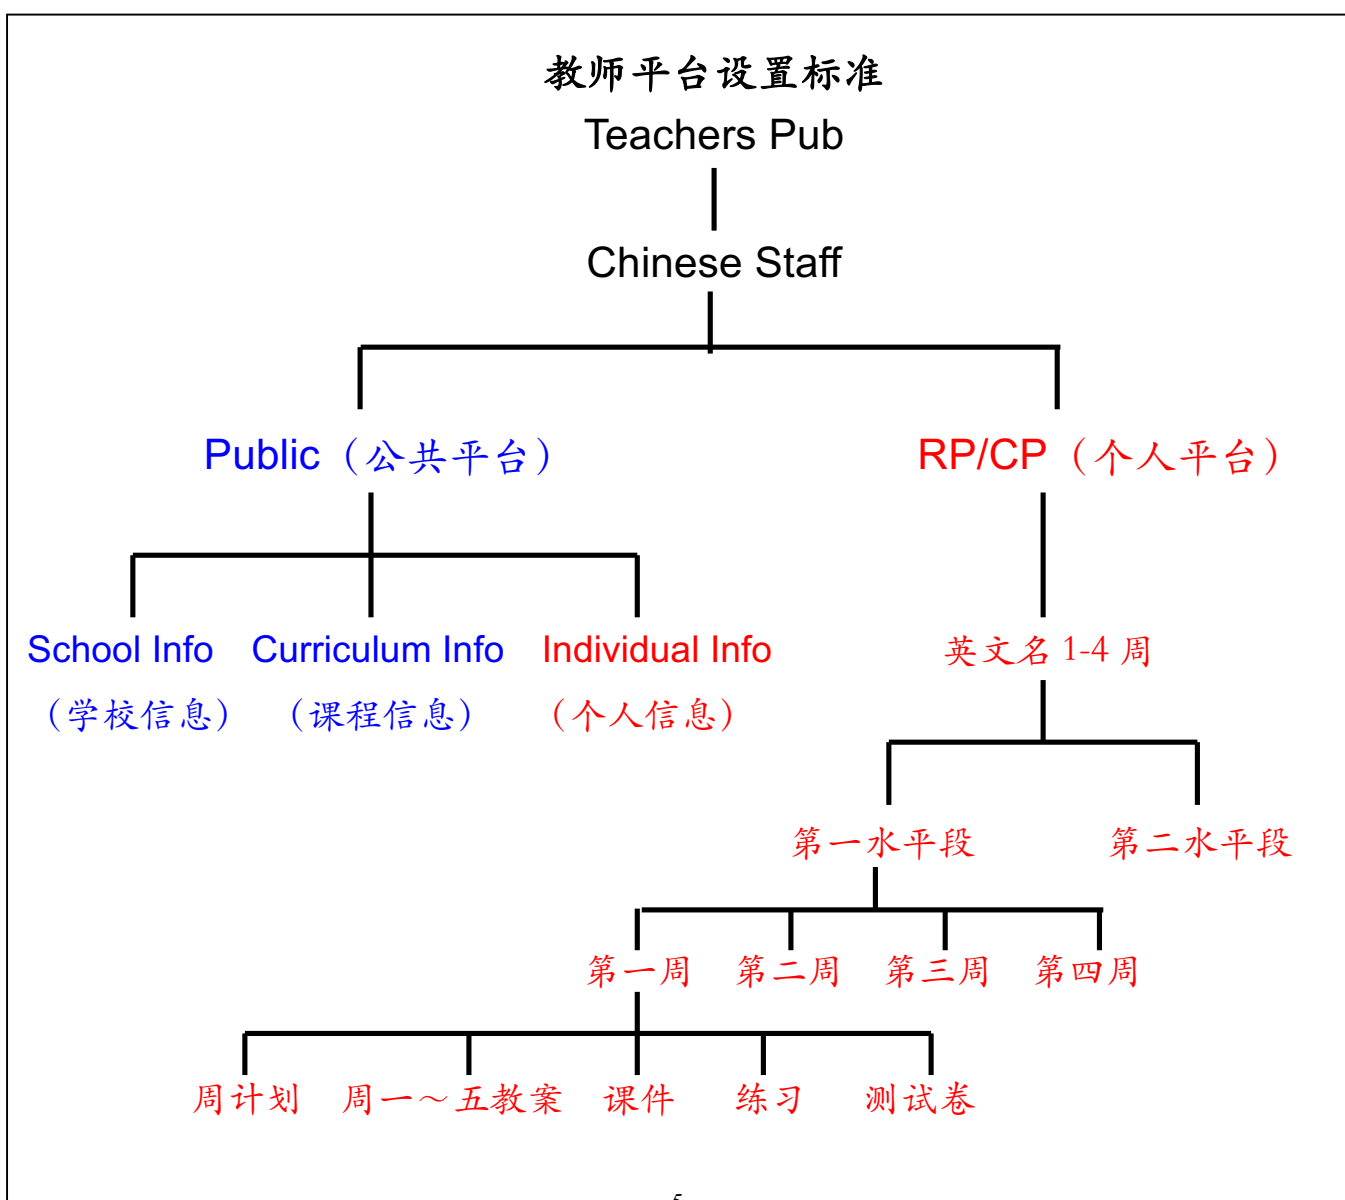 教师平台设置标准
Teachers Pub
Chinese Staff
Public（公共平台） RP/CP（个人平台）
School Info Curriculum Info Individual Info 英文名 1-4 周
（学校信息） （课程信息） （个人信息）
第一水平段 第二水平段
第一周 第二周 第三周 第四周
周计划 周一～五教案 课件 练习 测试卷
5